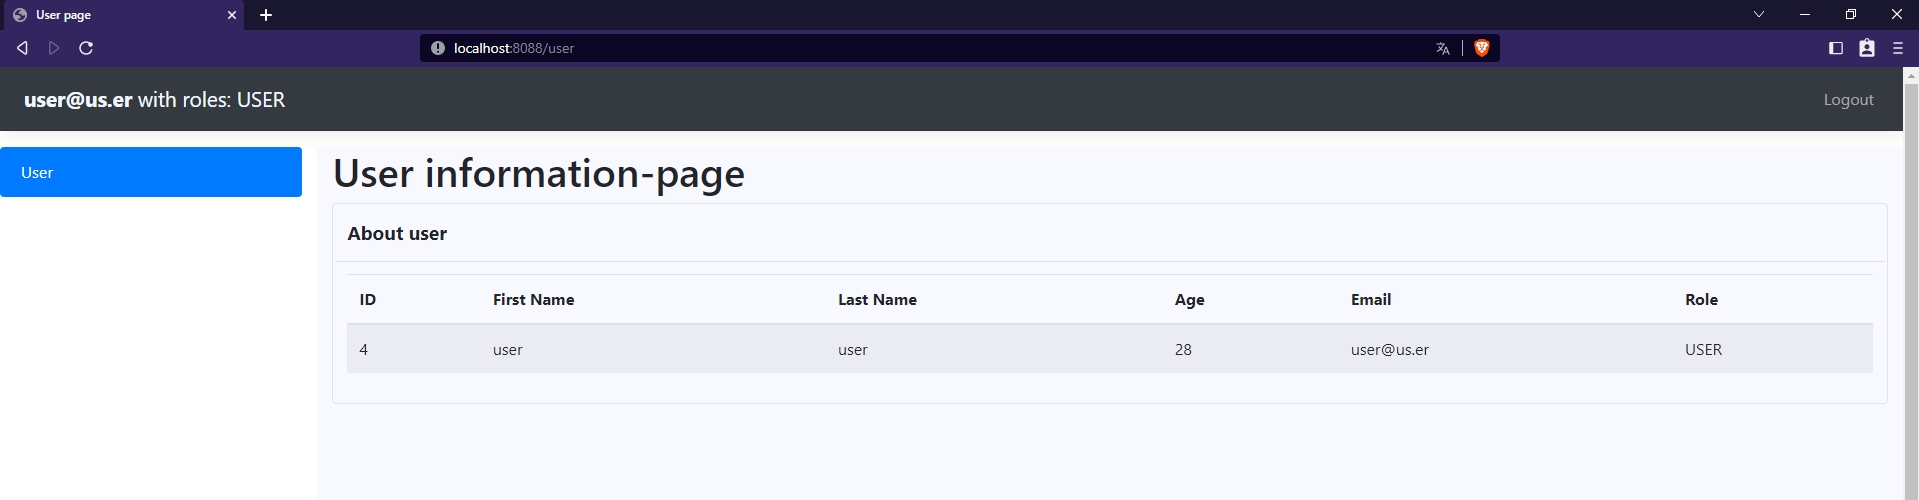 User page
localhost:8088/user
user@us.er with roles: USER
Logout
User
User information-page
About user
ID First Name Last Name Age Email Role
4 user user 28 user@us.er USER